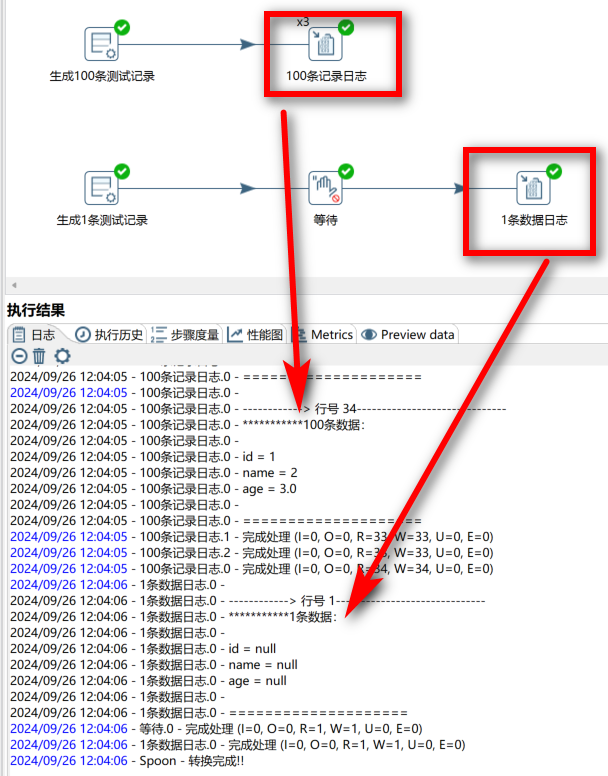 x3
生成100条测试记录
100条记录日志
生成1条测试记录
等待
1条数据日志
执行结果
日志 执行历史 步骤度量 性能图 Metrics Preview data
2024/09/26 12:04:05 - 100条记录日志.0 - ====================
2024/09/26 12:04:05 - 100条记录日志.0 -
2024/09/26 12:04:05 - 100条记录日志.0 - ------------> 行号 34------------------------------
2024/09/26 12:04:05 - 100条记录日志.0 - ***********100条数据:
2024/09/26 12:04:05 - 100条记录日志.0 -
2024/09/26 12:04:05 - 100条记录日志.0 - id = 1
2024/09/26 12:04:05 - 100条记录日志.0 - name = 2
2024/09/26 12:04:05 - 100条记录日志.0 - age = 3.0
2024/09/26 12:04:05 - 100条记录日志.0 -
2024/09/26 12:04:05 - 100条记录日志.0 - ====================
2024/09/26 12:04:05 - 100条记录日志.1 - 完成处理 (I=0, O=0, R=33, W=33, U=0, E=0)
2024/09/26 12:04:05 - 100条记录日志.2 - 完成处理 (I=0, O=0, R=33, W=33, U=0, E=0)
2024/09/26 12:04:05 - 100条记录日志.0 - 完成处理 (I=0, O=0, R=34, W=34, U=0, E=0)
2024/09/26 12:04:06 - 1条数据日志.0 -
2024/09/26 12:04:06 - 1条数据日志.0 - ------------> 行号 1------------------------------
2024/09/26 12:04:06 - 1条数据日志.0 - ***********1条数据:
2024/09/26 12:04:06 - 1条数据日志.0 -
2024/09/26 12:04:06 - 1条数据日志.0 - id = null
2024/09/26 12:04:06 - 1条数据日志.0 - name = null
2024/09/26 12:04:06 - 1条数据日志.0 - age = null
2024/09/26 12:04:06 - 1条数据日志.0 -
2024/09/26 12:04:06 - 1条数据日志.0 - ====================
2024/09/26 12:04:06 - 等待.0 - 完成处理 (I=0, O=0, R=1, W=1, U=0, E=0)
2024/09/26 12:04:06 - 1条数据日志.0 - 完成处理 (I=0, O=0, R=1, W=1, U=0, E=0)
2024/09/26 12:04:06 - Spoon - 转换完成!!